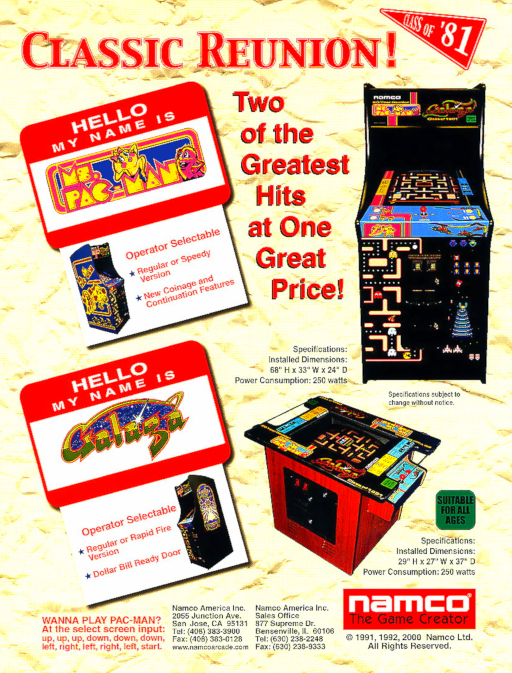 CLASSIC REUNION!
CLASS OF '81
HELLO
MY NAME IS
MS.
PAC-MAN
Operator Selectable
★ Regular or Speedy
Version
★ New Coinage and
Continuation Features
Two
of the
Greatest
Hits
at One
Great
Price!
namco
Galaga
Specifications:
Installed Dimensions:
68" H x 33" W x 24" D
Power Consumption: 250 watts
Specifications subject to
change without notice.
HELLO
MY NAME IS
Galaga
Operator Selectable
★ Regular or Rapid Fire
Version
★ Dollar Bill Ready Door
SUITABLE
FOR ALL
AGES
Specifications:
Installed Dimensions:
29" H x 27" W x 37" D
Power Consumption: 250 watts
WANNA PLAY PAC-MAN?
At the select screen input:
up, up, up, down, down, down,
left, right, left, right, left, start.
Namco America Inc.
2055 Junction Ave.
San Jose, CA 95131
Tel: (408) 383-3900
Fax: (408) 383-0128
www.namcoarcade.com
Namco America Inc.
Sales Office
877 Supreme Dr.
Bensenville, IL 60106
Tel: (630) 238-2248
Fax: (630) 238-9333
namco
The Game Creator
© 1991, 1992, 2000 Namco Ltd.
All Rights Reserved.